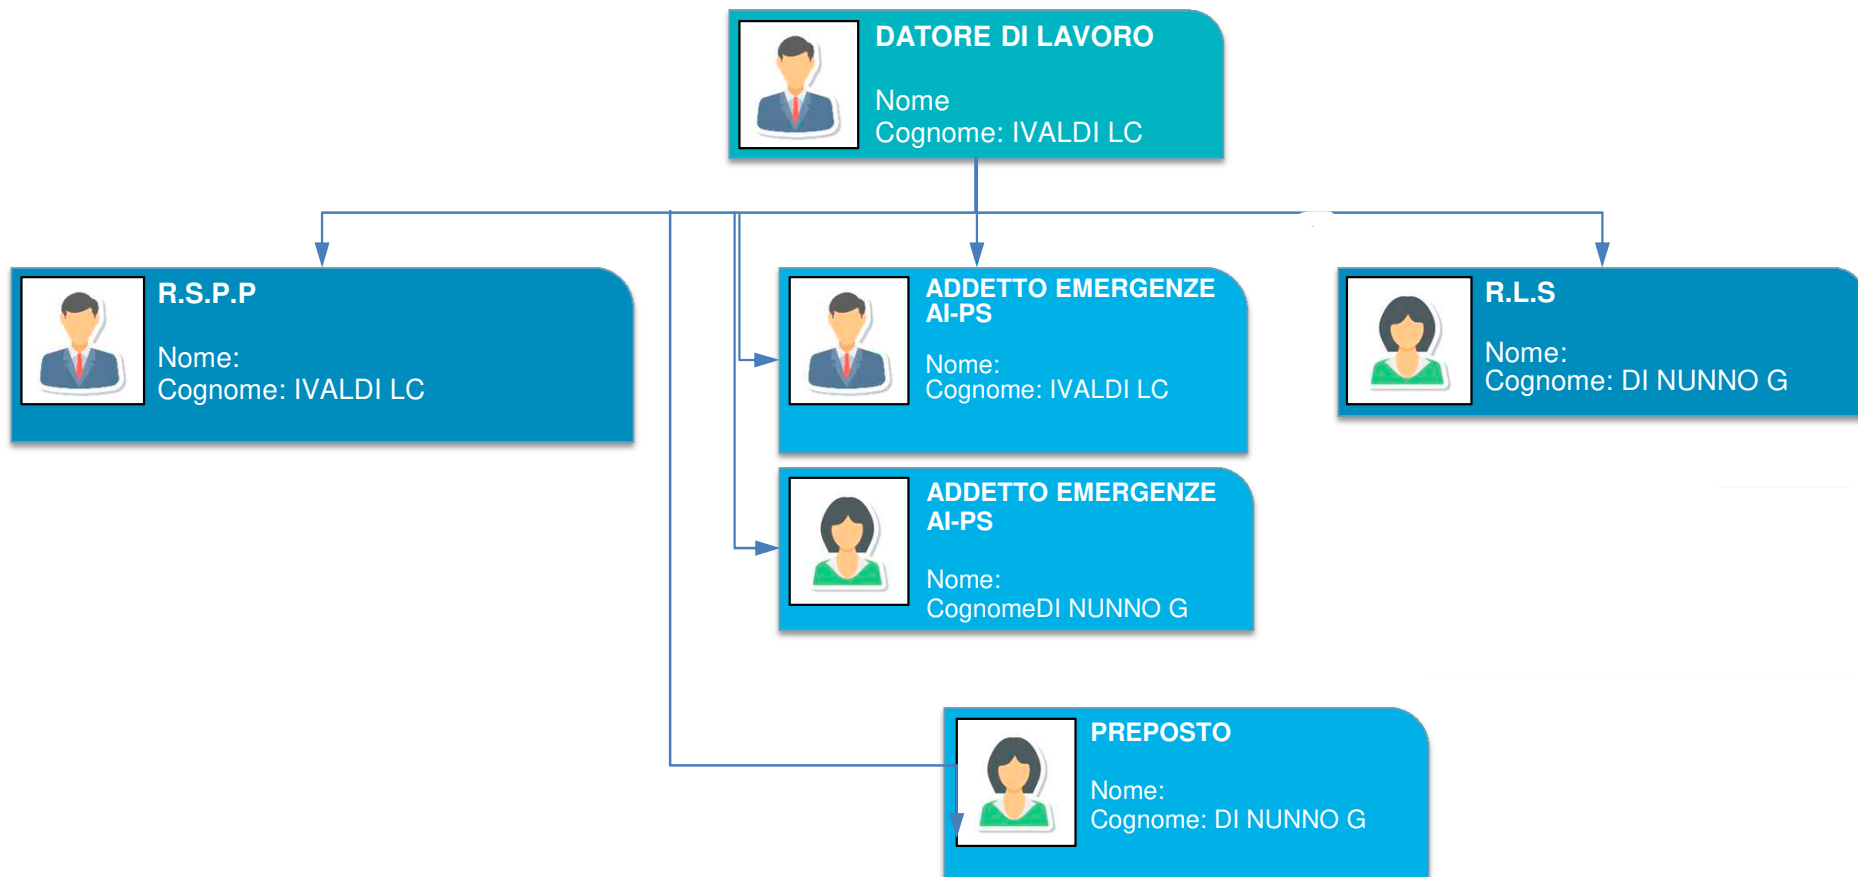 DATORE DI LAVORO
Nome
Cognome: IVALDI LC
R.S.P.P
Nome:
Cognome: IVALDI LC
ADDETTO EMERGENZE
AI-PS
Nome:
Cognome: IVALDI LC
R.L.S
Nome:
Cognome: DI NUNNO G
ADDETTO EMERGENZE
AI-PS
Nome:
CognomeDI NUNNO G
PREPOSTO
Nome:
Cognome: DI NUNNO G